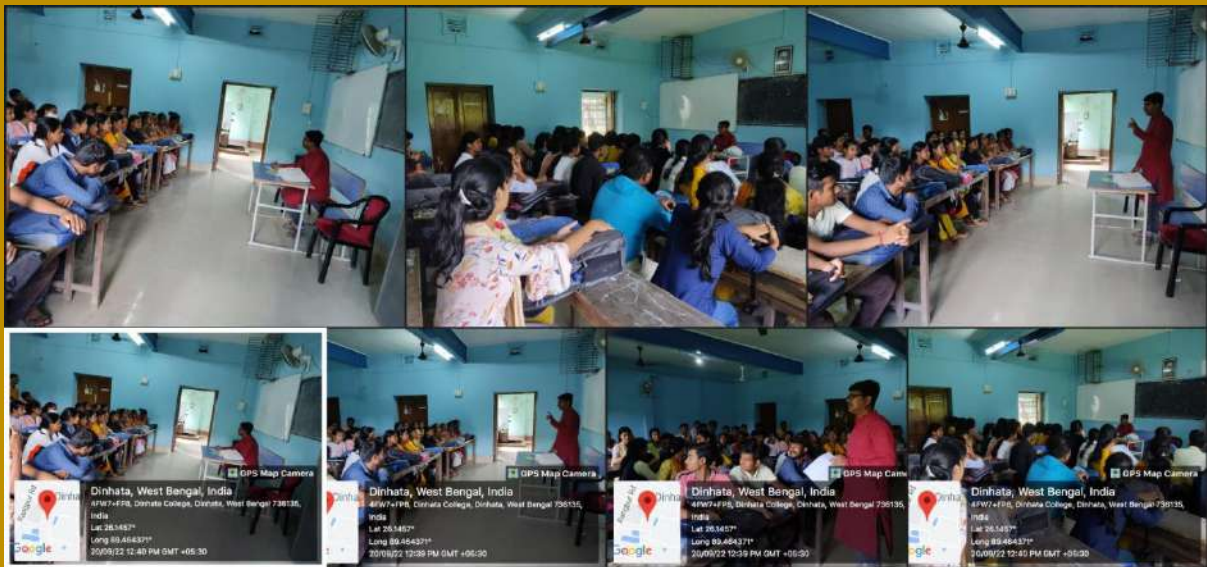 GPS Map Camera
Dinhata, West Bengal, India
4FW7+FP8, Dinhata College, Dinhata, West Bengal 736135,
India
Lat 26.1457°
Long 89.464371°
20/09/22 12:40 PM GMT +05:30
Google
Dinhata
GPS Map Camera
Dinhata, West Bengal, India
4FW7+FP8, Dinhata College, Dinhata, West Bengal 736135,
India
Lat 26.1457°
Long 89.464371°
20/09/22 12:39 PM GMT +05:30
Google
GPS Map Camera
Dinhata, West Bengal, India
4FW7+FP8, Dinhata College, Dinhata, West Bengal 736135,
India
Lat 26.1457°
Long 89.464371°
20/09/22 12:39 PM GMT +05:30
Google
GPS Map Camera
Dinhata, West Bengal, India
4FW7+FP8, Dinhata College, Dinhata, West Bengal 736135,
India
Lat 26.1457°
Long 89.464371°
20/09/22 12:40 PM GMT +05:30
Google